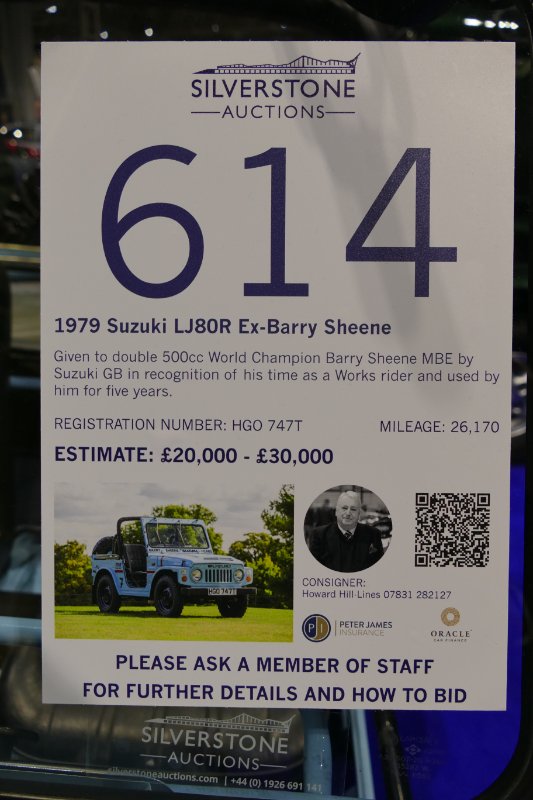 SILVERSTONE
AUCTIONS
614
1979 Suzuki LJ80R Ex-Barry Sheene
Given to double 500cc World Champion Barry Sheene MBE by
Suzuki GB in recognition of his time as a Works rider and used by
him for five years.
REGISTRATION NUMBER: HGO 747T MILEAGE: 26,170
ESTIMATE: £20,000 - £30,000
HGO 747T
CONSIGNER:
Howard Hill-Lines 07831 282127
PJ PETER JAMES
INSURANCE
ORACLE
CAR FINANCE
PLEASE ASK A MEMBER OF STAFF
FOR FURTHER DETAILS AND HOW TO BID
SILVERSTONE
AUCTIONS
silverstoneauctions.com | +44 (0) 1926 691 141